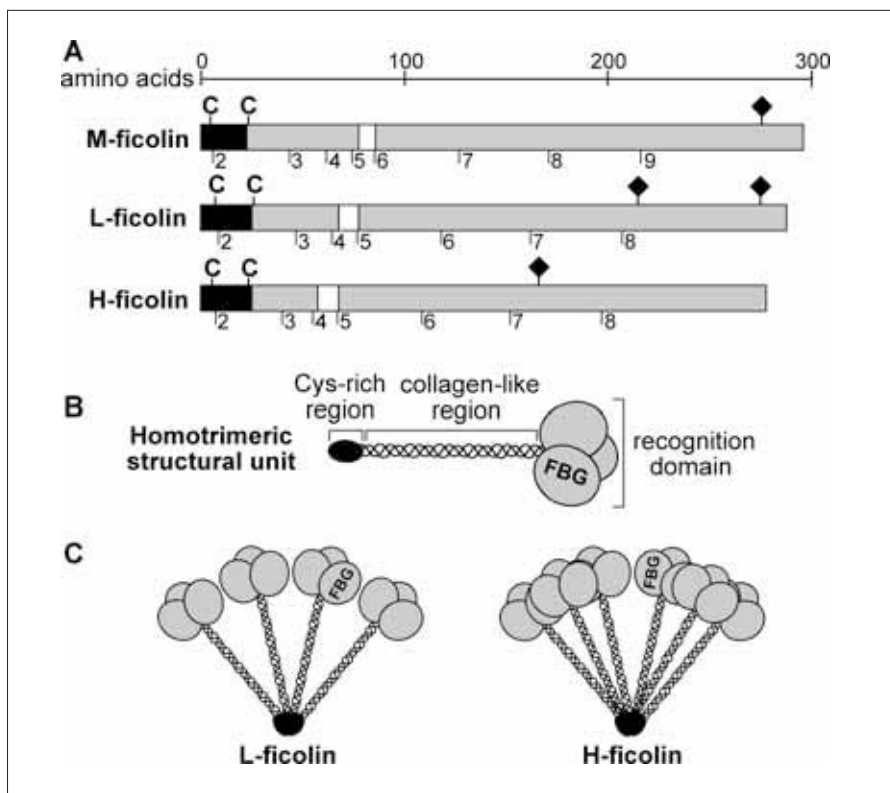 A
0 100 200 300
amino acids
C C
M-ficolin
2 3 4 5 6 7 8 9
C C
L-ficolin
2 3 4 5 6 7 8
C C
H-ficolin
2 3 4 5 6 7 8
B
Cys-rich collagen-like
region region
Homotrimeric
structural unit
FBG
recognition
domain
C
FBG FBG
L-ficolin H-ficolin